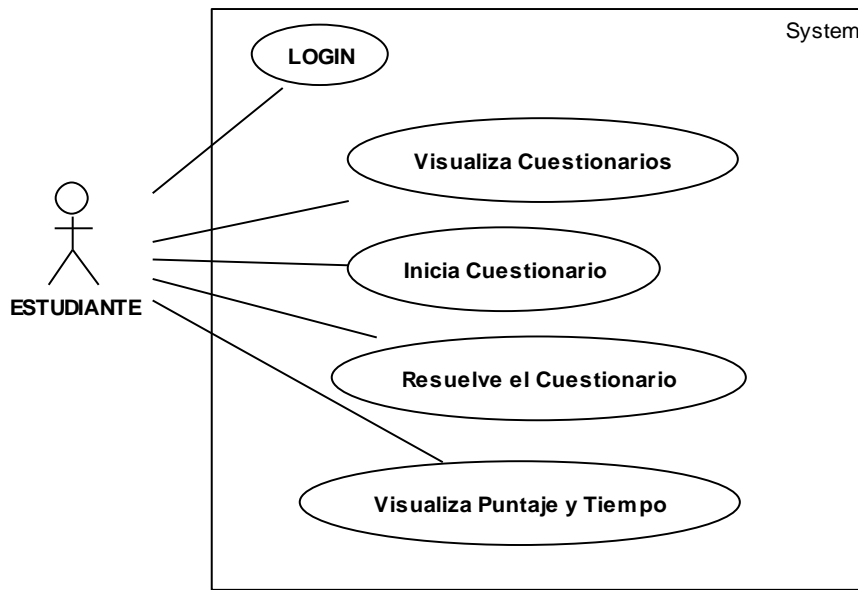 System
LOGIN
Visualiza Cuestionarios
Inicia Cuestionario
ESTUDIANTE
Resuelve el Cuestionario
Visualiza Puntaje y Tiempo